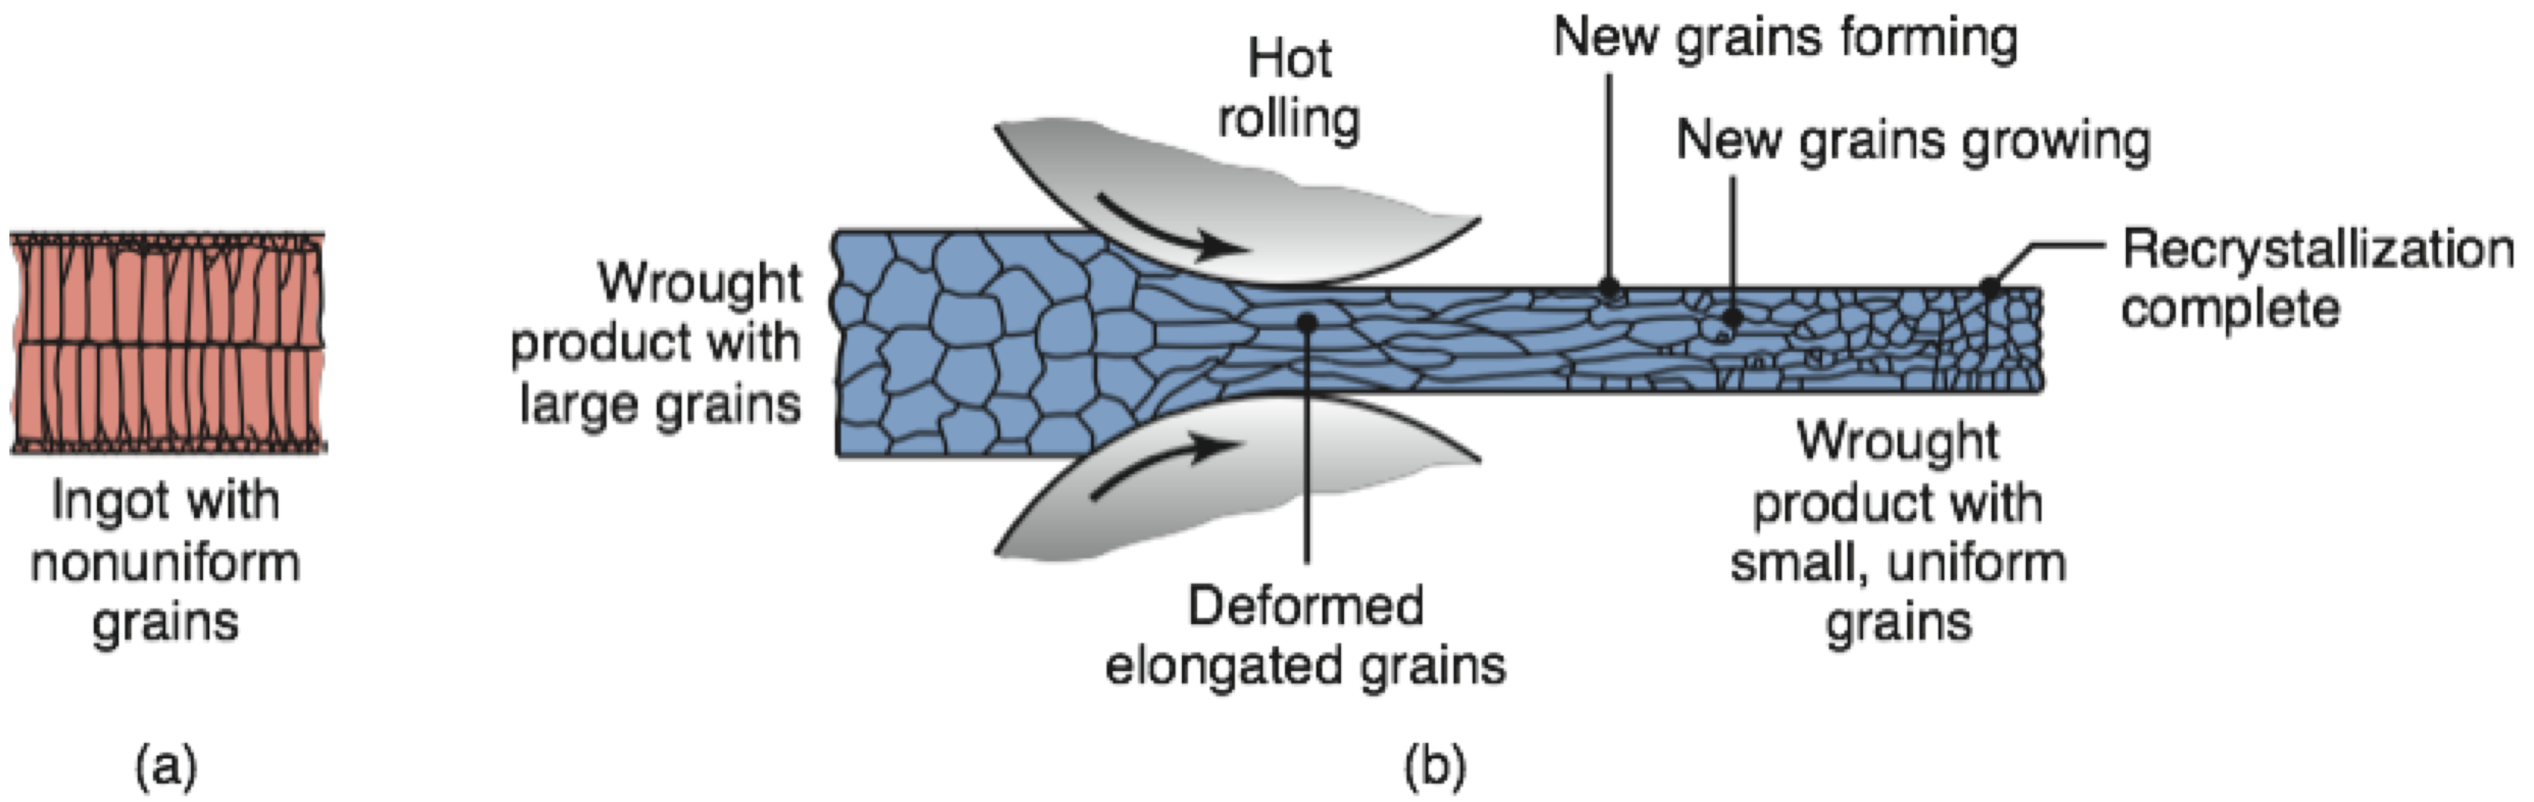 Hot
rolling
New grains forming
New grains growing
Recrystallization
complete
Wrought
product with
large grains
Ingot with
nonuniform
grains
Deformed
elongated grains
Wrought
product with
small, uniform
grains
(a)
(b)